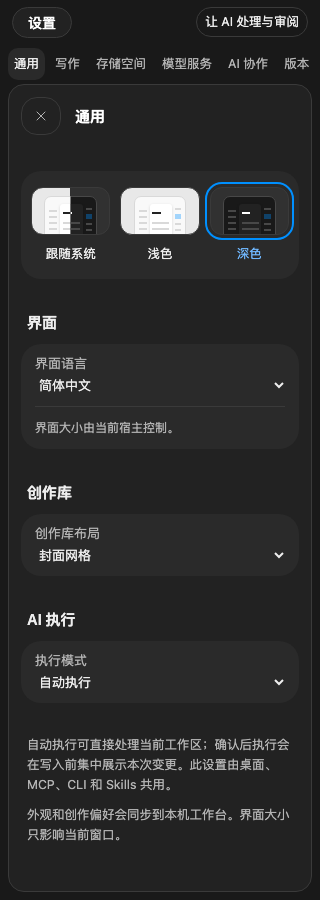 设置
让 AI 处理与审阅
通用
写作
存储空间
模型服务
AI 协作
版本
通用
跟随系统
浅色
深色
界面
界面语言
简体中文
界面大小由当前宿主控制。
创作库
创作库布局
封面网格
AI 执行
执行模式
自动执行
自动执行可直接处理当前工作区；确认后执行会
在写入前集中展示本次变更。此设置由桌面、
MCP、CLI 和 Skills 共用。
外观和创作偏好会同步到本机工作台。界面大小
只影响当前窗口。